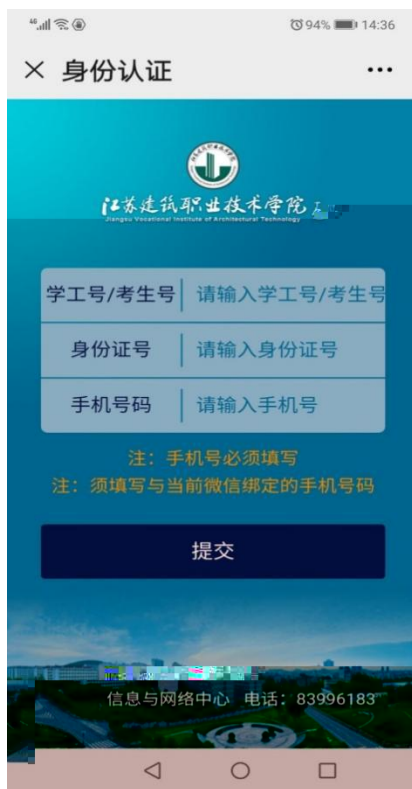 46 94% 14:36
× 身份认证 ...
江苏建筑职业技术学院
Jiangsu Vocational Institute of Architectural Technology
学工号/考生号 请输入学工号/考生号
身份证号 请输入身份证号
手机号码 请输入手机号
注：手机号必须填写
注：须填写与当前微信绑定的手机号码
提交
信息与网络中心 电话：83996183